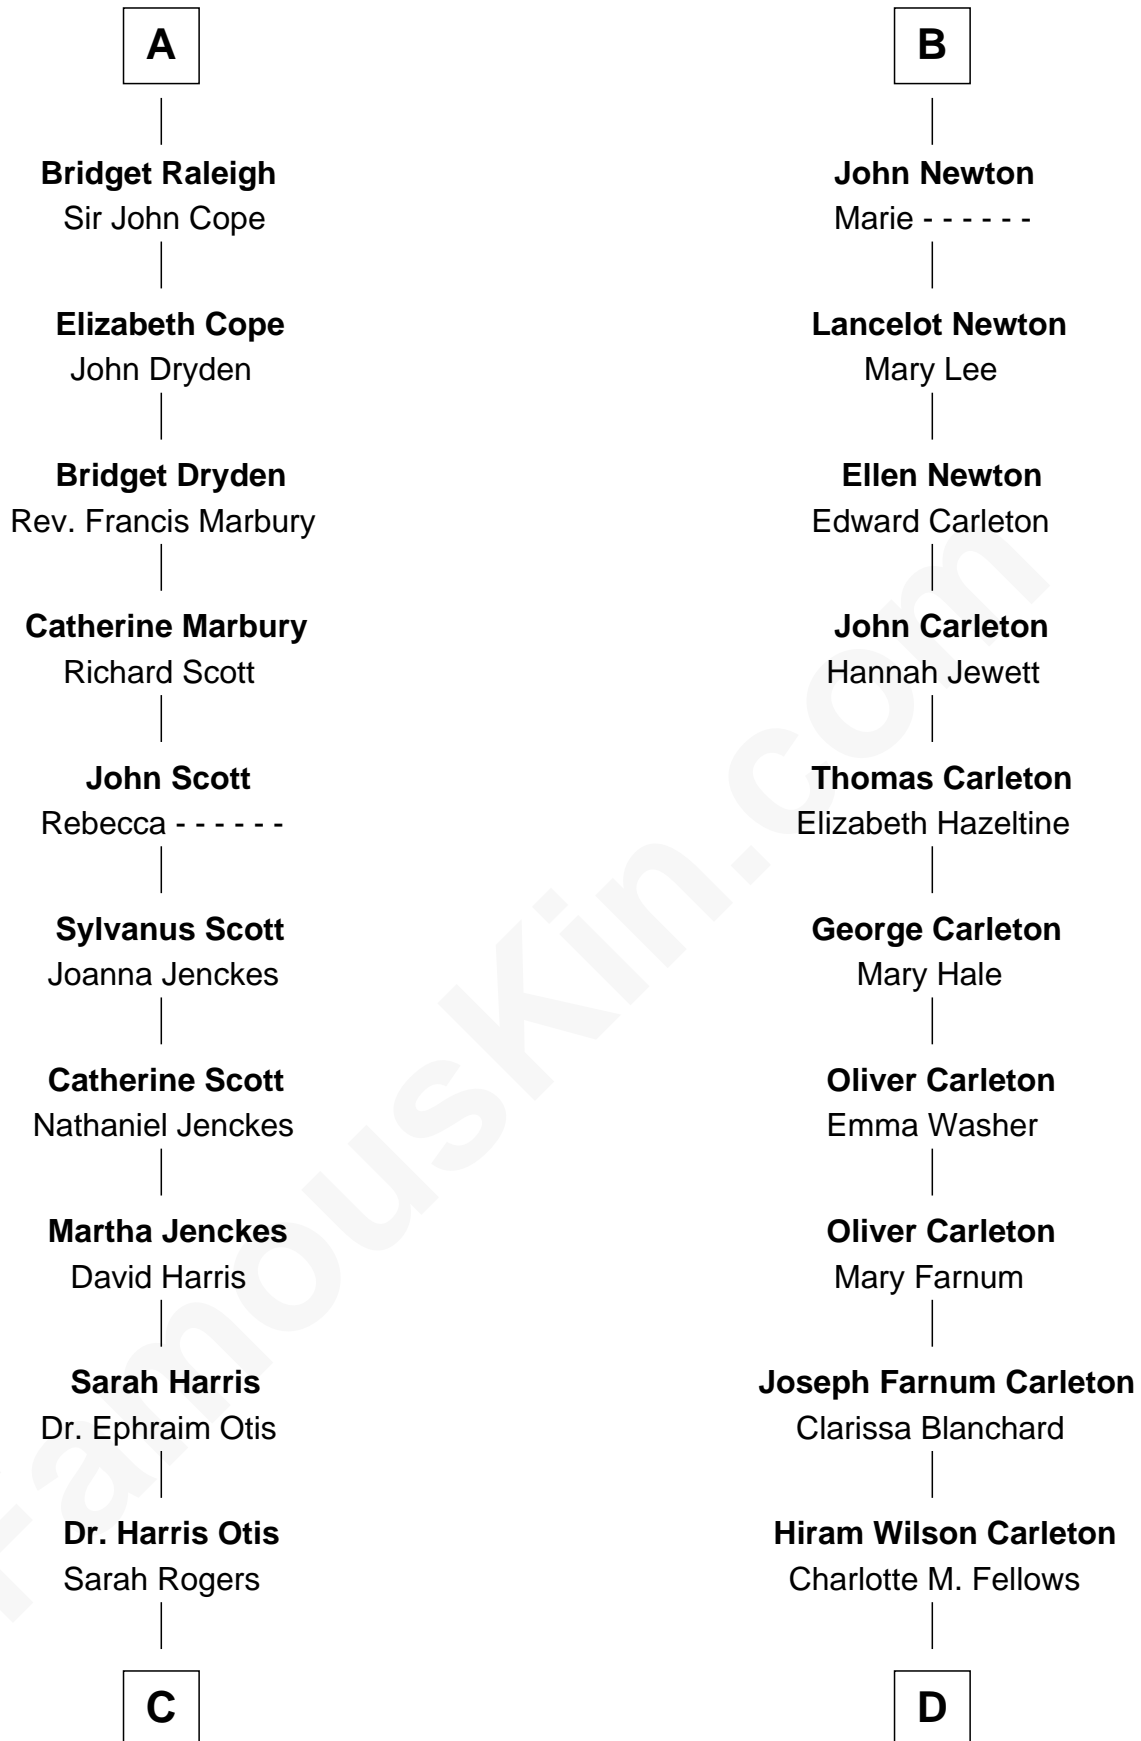 A
Bridget Raleigh
Sir John Cope
Elizabeth Cope
John Dryden
Bridget Dryden
Rev. Francis Marbury
Catherine Marbury
Richard Scott
John Scott
Rebecca - - - - - -
Sylvanus Scott
Joanna Jenckes
Catherine Scott
Nathaniel Jenckes
Martha Jenckes
David Harris
Sarah Harris
Dr. Ephraim Otis
Dr. Harris Otis
Sarah Rogers
C
B
John Newton
Marie - - - - - -
Lancelot Newton
Mary Lee
Ellen Newton
Edward Carleton
John Carleton
Hannah Jewett
Thomas Carleton
Elizabeth Hazeltine
George Carleton
Mary Hale
Oliver Carleton
Emma Washer
Oliver Carleton
Mary Farnum
Joseph Farnum Carleton
Clarissa Blanchard
Hiram Wilson Carleton
Charlotte M. Fellows
D
FamousKin.com